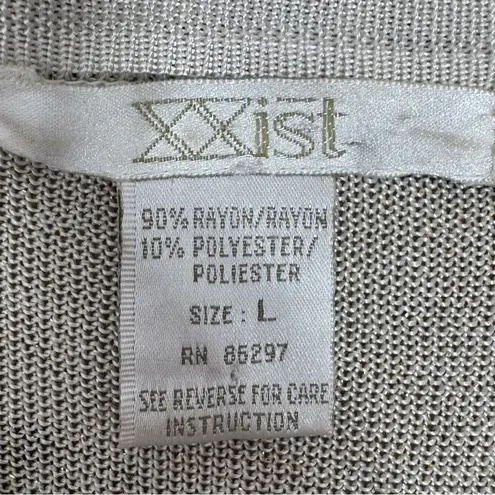 XXist
90% RAYON/RAYON
10% POLYESTER/
POLIESTER
SIZE : L
RN 85297
SEE REVERSE FOR CARE
INSTRUCTION